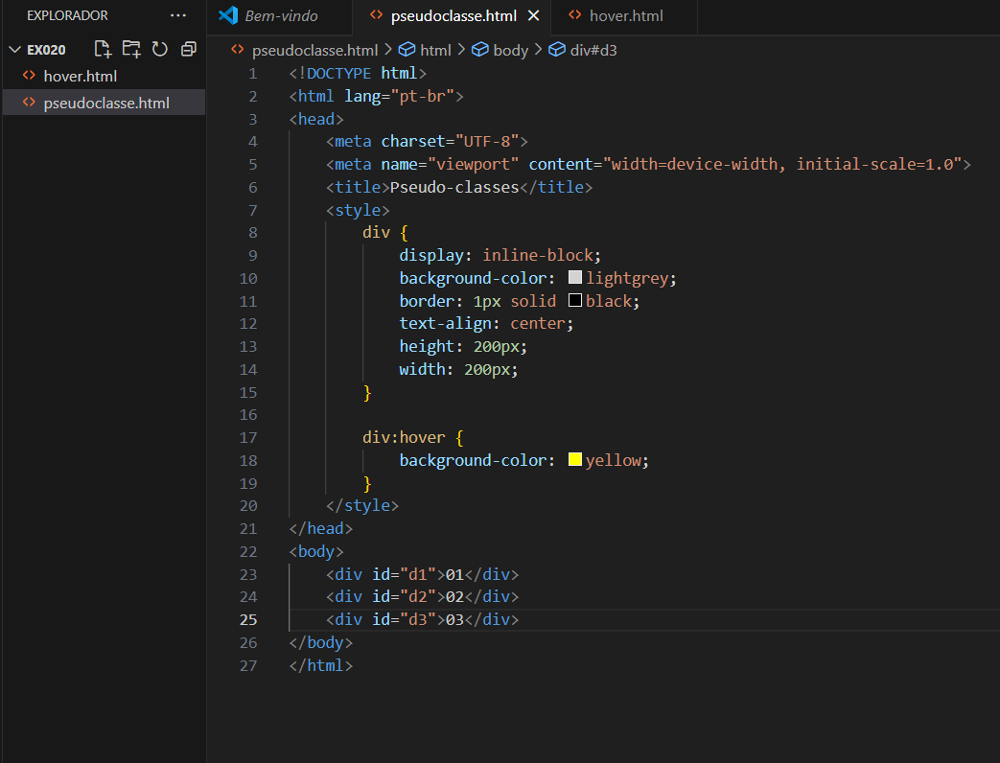 EXPLORADOR ···
Bem-vindo
pseudoclasse.html
hover.html
EX020
hover.html
pseudoclasse.html
pseudoclasse.html > html > body > div#d3
1 <!DOCTYPE html>
2 <html lang="pt-br">
3 <head>
4     <meta charset="UTF-8">
5     <meta name="viewport" content="width=device-width, initial-scale=1.0">
6     <title>Pseudo-classes</title>
7     <style>
8         div {
9             display: inline-block;
10             background-color: lightgrey;
11             border: 1px solid black;
12             text-align: center;
13             height: 200px;
14             width: 200px;
15         }
16
17         div:hover {
18             background-color: yellow;
19         }
20     </style>
21 </head>
22 <body>
23     <div id="d1">01</div>
24     <div id="d2">02</div>
25     <div id="d3">03</div>
26 </body>
27 </html>